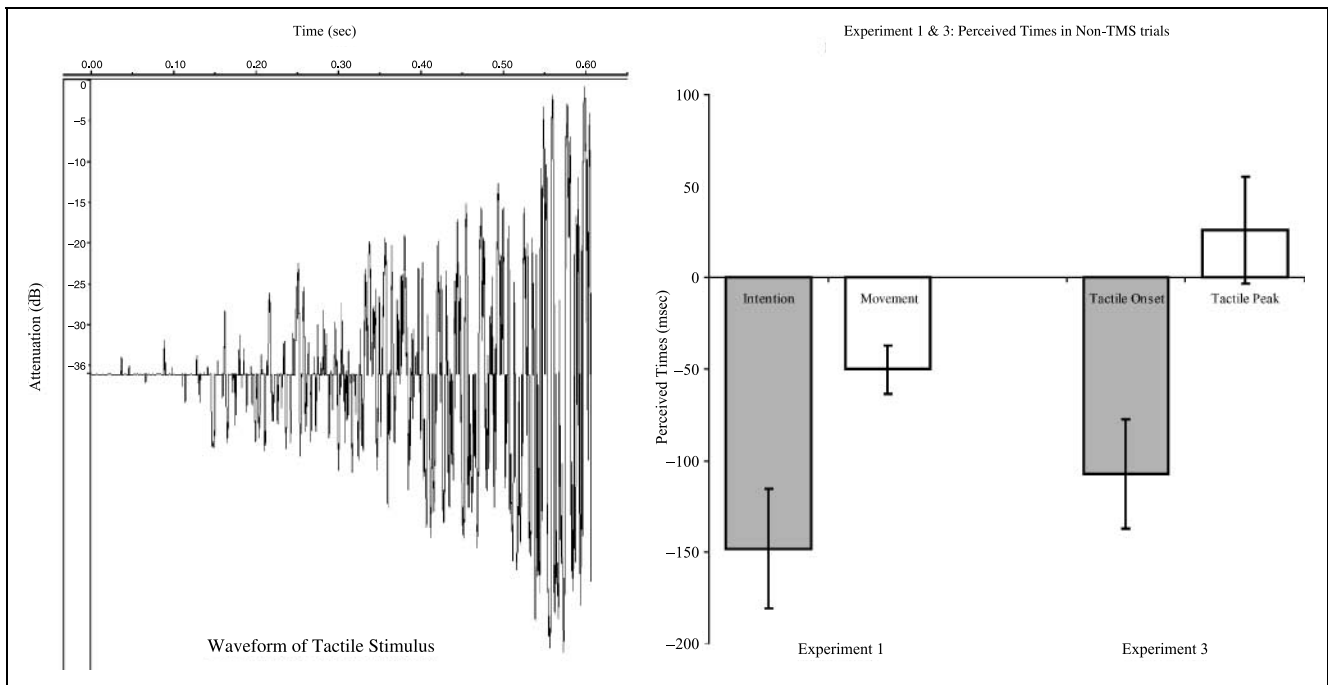 Time (sec)
0.00 0.10 0.20 0.30 0.40 0.50 0.60
0
−5
−10
−15
−20
−25
−30
−36
Attenuation (dB)
Waveform of Tactile Stimulus
Experiment 1 & 3: Perceived Times in Non-TMS trials
100
50
0
−50
−100
−150
−200
Perceived Times (msec)
Intention Movement Tactile Onset Tactile Peak
Experiment 1 Experiment 3